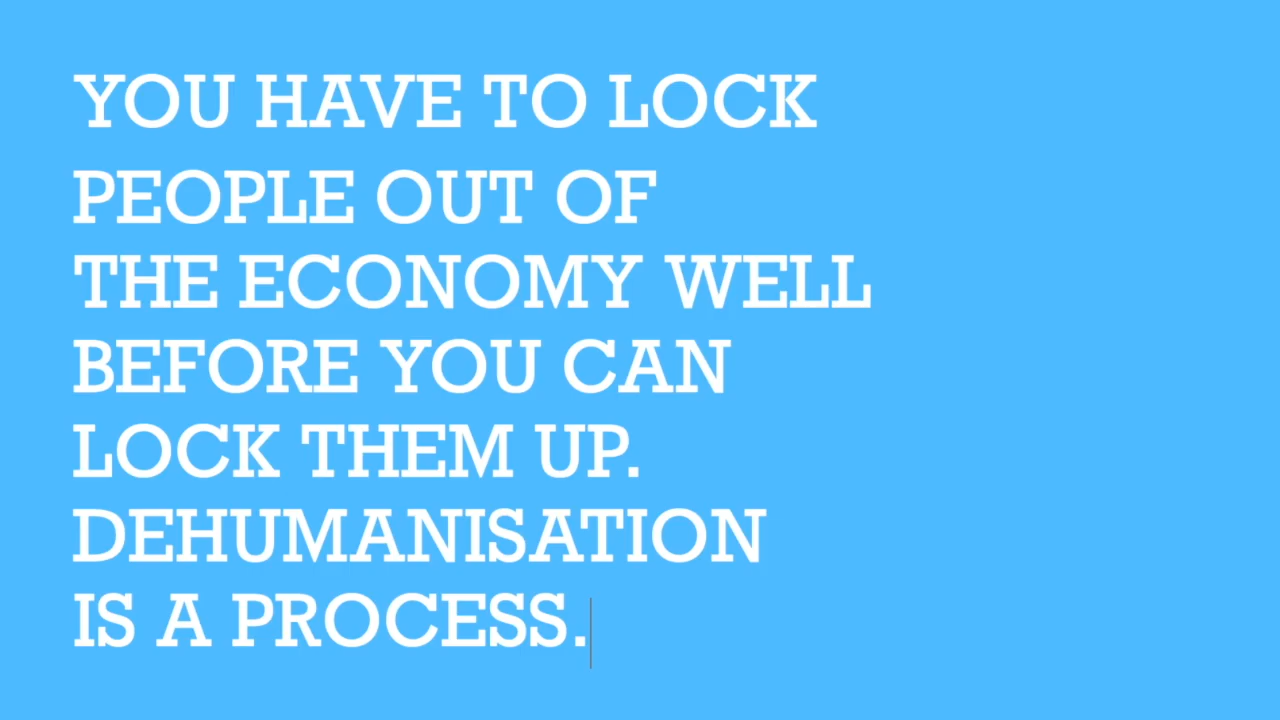 YOU HAVE TO LOCK
PEOPLE OUT OF
THE ECONOMY WELL
BEFORE YOU CAN
LOCK THEM UP.
DEHUMANISATION
IS A PROCESS.